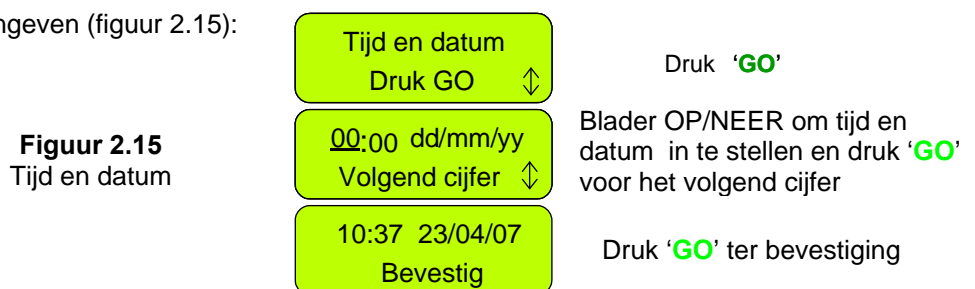 ngeven (figuur 2.15):
Tijd en datum
Druk GO
Druk ‘GO’
Figuur 2.15
Tijd en datum
00:00 dd/mm/yy
Volgend cijfer
Blader OP/NEER om tijd en
datum in te stellen en druk ‘GO’
voor het volgend cijfer
10:37 23/04/07
Bevestig
Druk ‘GO’ ter bevestiging